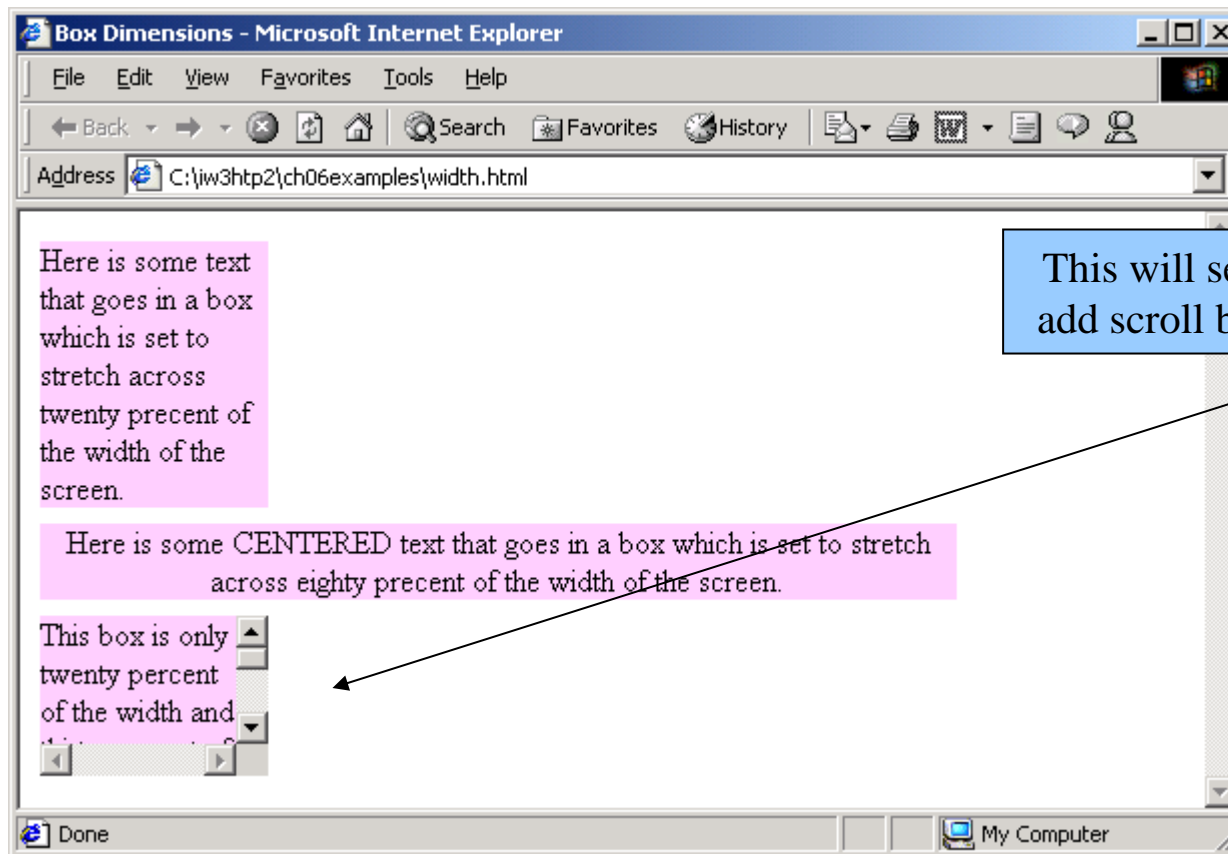 Box Dimensions - Microsoft Internet Explorer
File Edit View Favorites Tools Help
Back Search Favorites History
Address C:\iw3htp2\ch06examples\width.html
Here is some text
that goes in a box
which is set to
stretch across
twenty precent of
the width of the
screen.
This will se
add scroll b
Here is some CENTERED text that goes in a box which is set to stretch
across eighty precent of the width of the screen.
This box is only
twenty percent
of the width and
Done My Computer